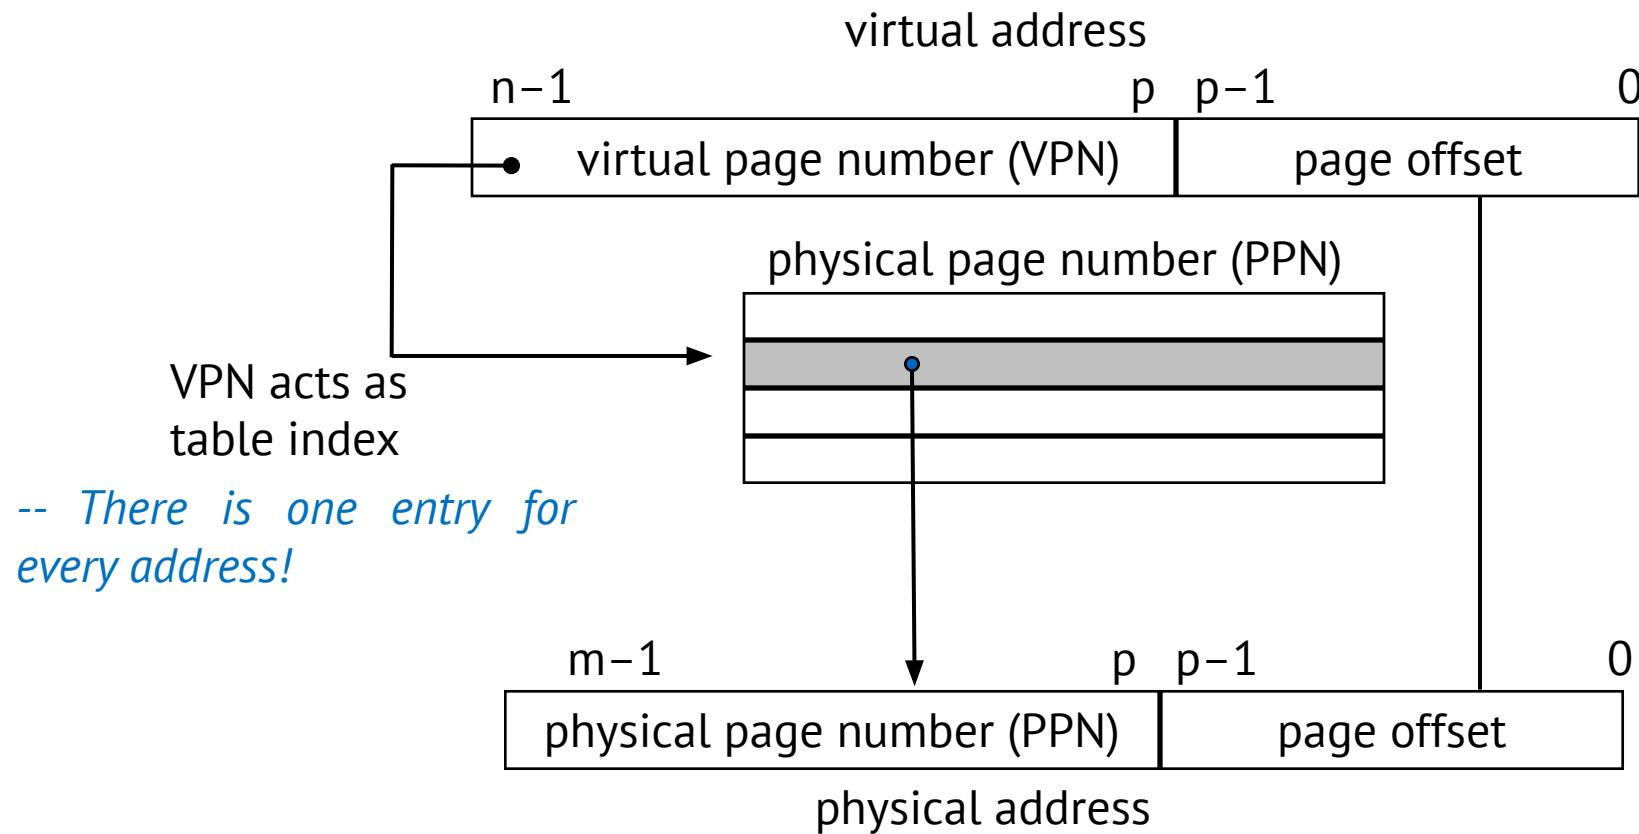 virtual address
n–1 p p–1 0
virtual page number (VPN) page offset
physical page number (PPN)
VPN acts as
table index
-- There is one entry for
every address!
m–1 p p–1 0
physical page number (PPN) page offset
physical address